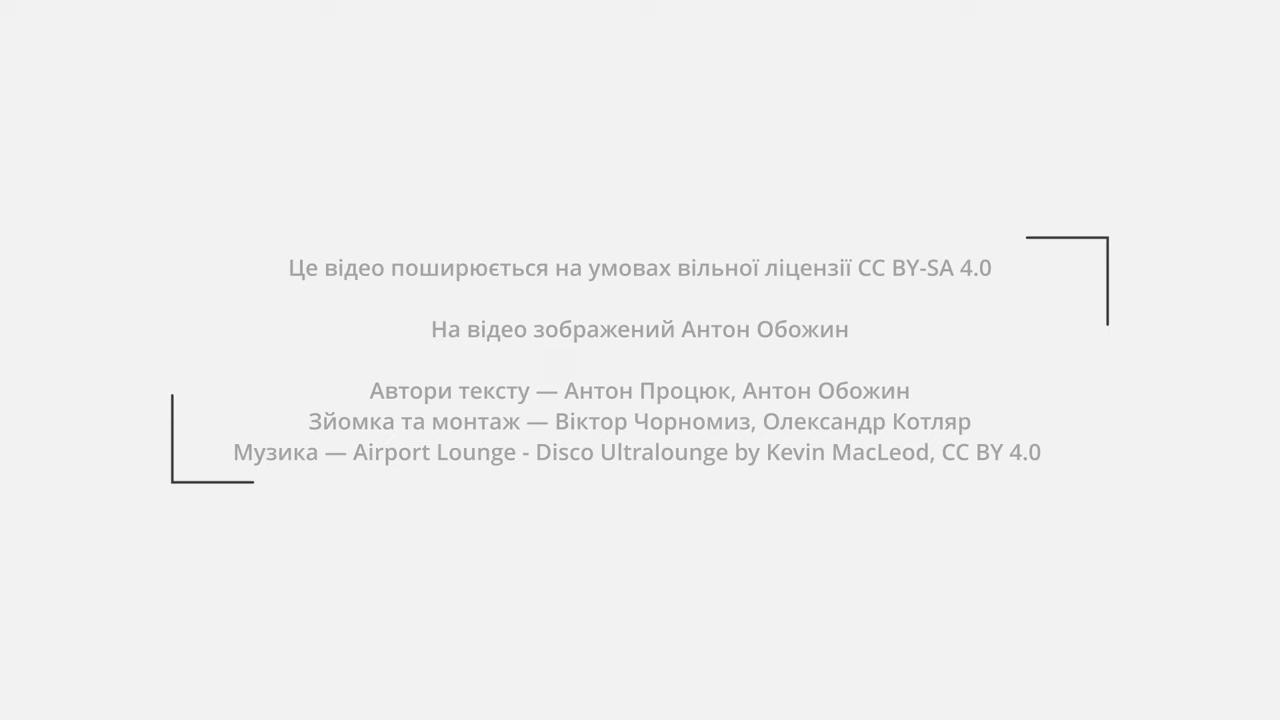 Це відео поширюється на умовах вільної ліцензії CC BY-SA 4.0
На відео зображений Антон Обожин
Автори тексту — Антон Процюк, Антон Обожин
Зйомка та монтаж — Віктор Чорномиз, Олександр Котляр
Музика — Airport Lounge - Disco Ultralounge by Kevin MacLeod, CC BY 4.0